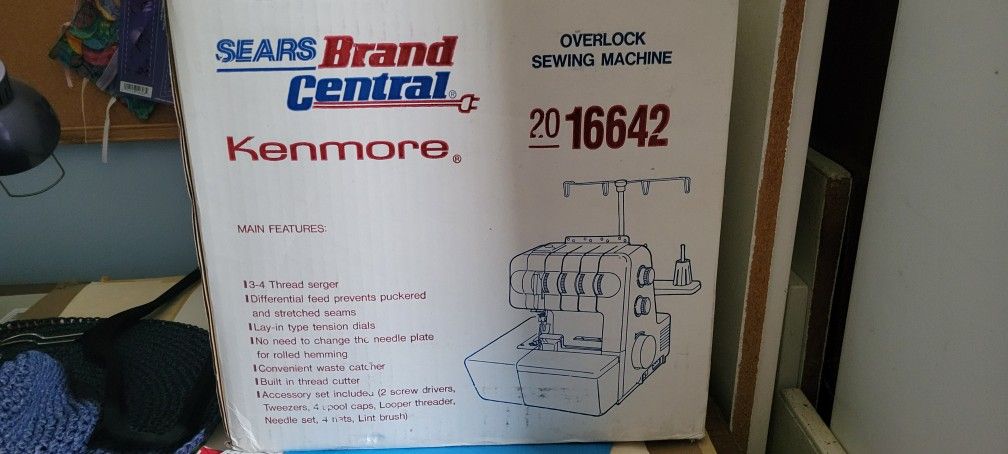 SEARS Brand
Central®
Kenmore®
OVERLOCK
SEWING MACHINE
20 16642
MAIN FEATURES:
3-4 Thread serger
Differential feed prevents puckered
and stretched seams
Lay-in type tension dials
No need to change the needle plate
for rolled hemming
Convenient waste catcher
Built in thread cutter
Accessory set included (2 screw drivers,
Tweezers, 4 spool caps, Looper threader,
Needle set, 4 nets, Lint brush)